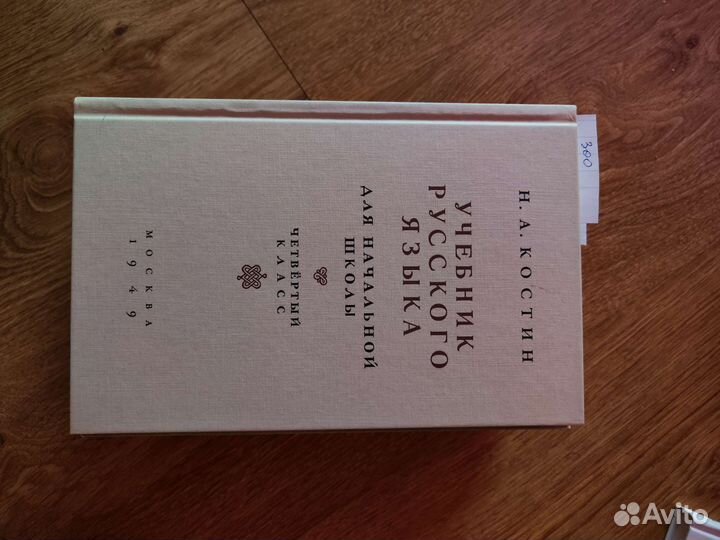 Н. А. КОСТИН
УЧЕБНИК
РУССКОГО
ЯЗЫКА
ДЛЯ НАЧАЛЬНОЙ
ШКОЛЫ
ЧЕТВЁРТЫЙ
КЛАСС
МОСКВА
1949
300
Avito